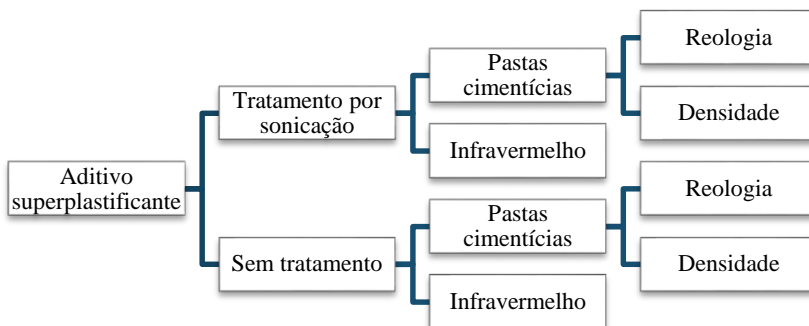 Aditivo
superplastificante
Tratamento por
sonicação
Pastas
cimentícias
Reologia
Densidade
Infravermelho
Sem tratamento
Pastas
cimentícias
Reologia
Densidade
Infravermelho